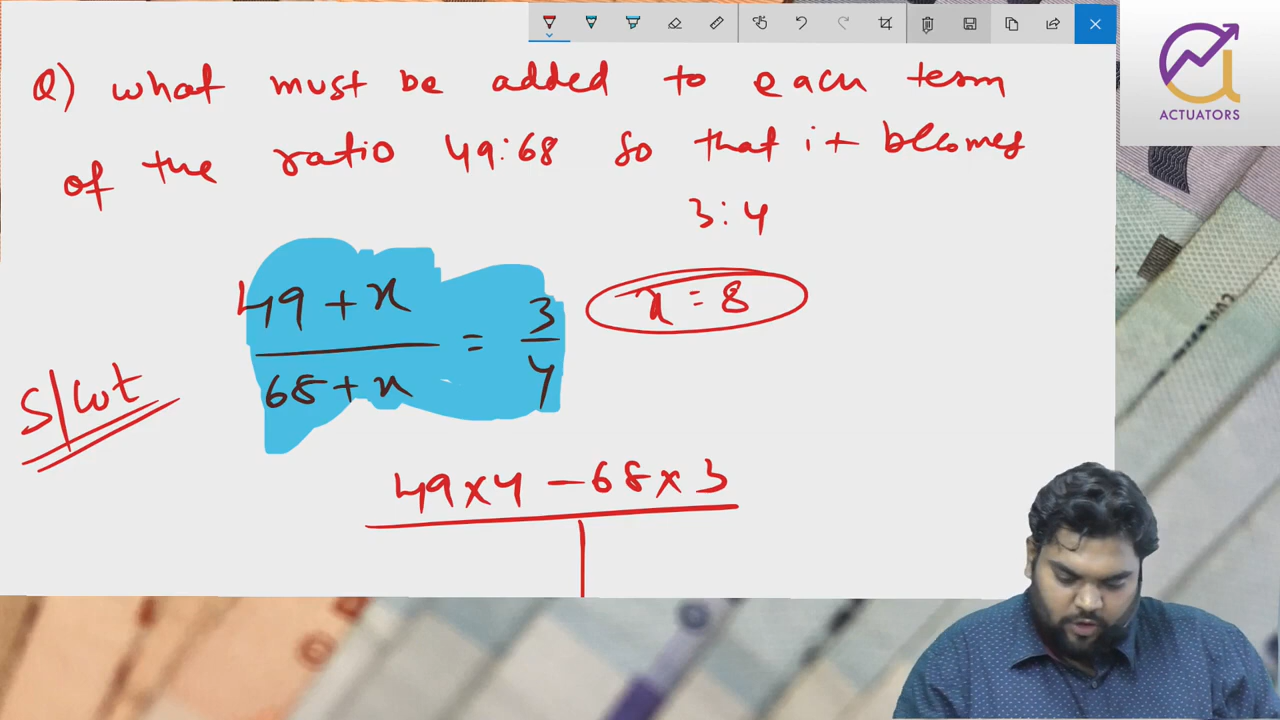 Q) what must be added to each term
of the ratio 49:68 so that it becomes
3:4
49+x
68+x
=
3
4
x = 8
S/Cut
49x4 - 68x3
ACTUATORS